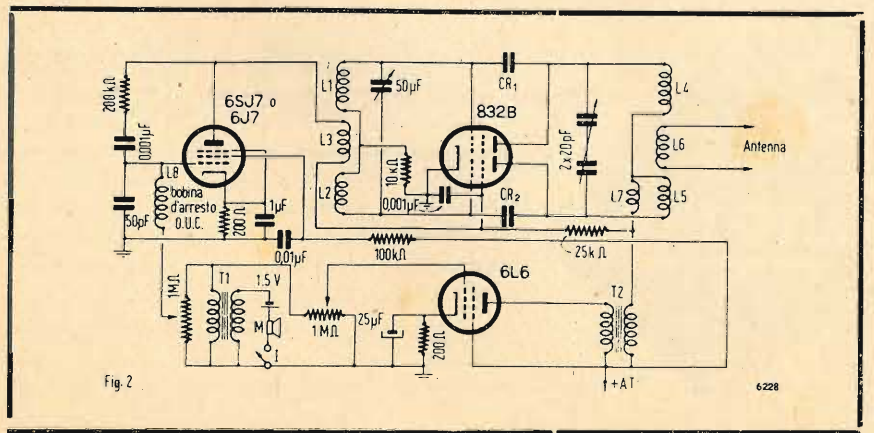 200kΩ
0,001µF
50pF
6SJ7 o
6J7
L8
bobina
d'arresto
O.U.C.
200Ω
1µF
0,01µF
L1
L3
L2
50µF
10kΩ
0,001µF
832B
CR1
CR2
2x20pF
L4
L6
L7
L5
Antenna
100kΩ
25kΩ
1MΩ
T1
1,5 V
M
I
1MΩ
25µF
200Ω
6L6
T2
+AT
Fig. 2
6228